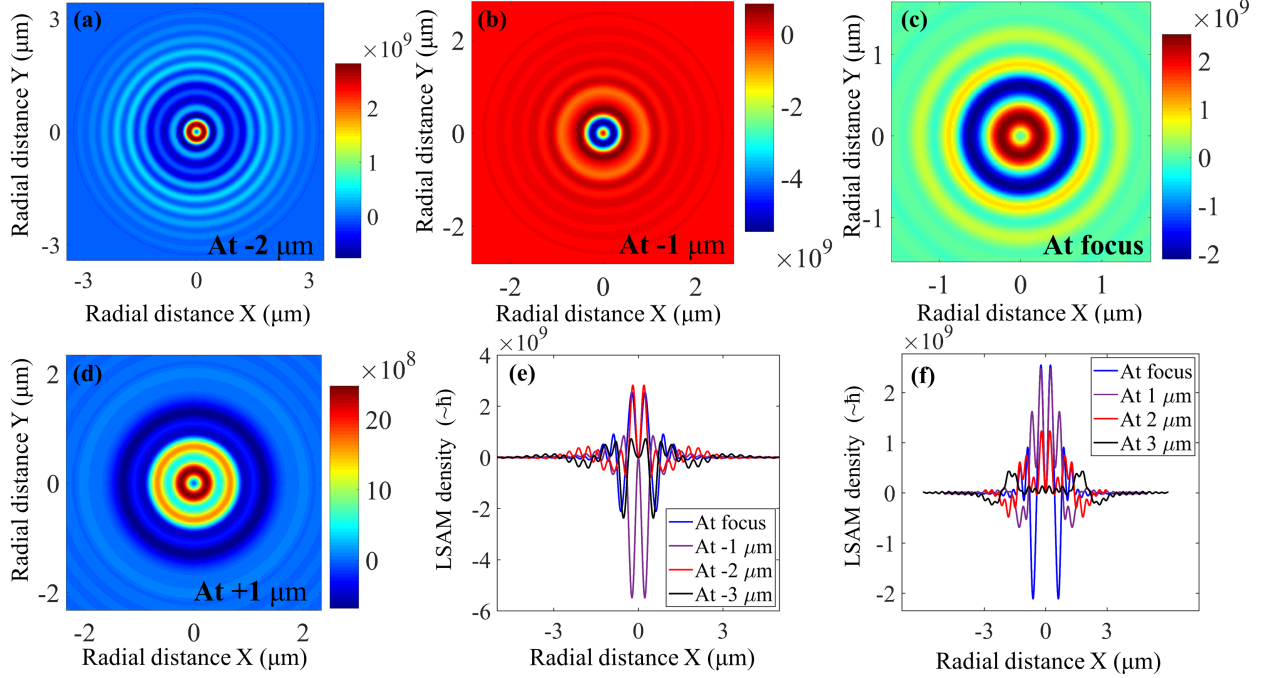 (a)
Radial distance Y (μm)
3
0
-3
-3 0 3
Radial distance X (μm)
At -2 μm
×10⁹
2
1
0
(b)
Radial distance Y (μm)
2
0
-2
-2 0 2
Radial distance X (μm)
At -1 μm
0
-2
-4
×10⁹
(c)
Radial distance Y (μm)
1
0
-1
-1 0 1
Radial distance X (μm)
At focus
×10⁹
2
1
0
-1
-2
(d)
Radial distance Y (μm)
2
0
-2
-2 0 2
Radial distance X (μm)
At +1 μm
×10⁸
20
10
0
(e)
×10⁹
LSAM density (~ħ)
4
2
0
-2
-4
-6
-3 0 3
Radial distance X (μm)
At focus
At -1 μm
At -2 μm
At -3 μm
(f)
×10⁹
LSAM density (~ħ)
2
1
0
-1
-2
-3 0 3
Radial distance X (μm)
At focus
At 1 μm
At 2 μm
At 3 μm